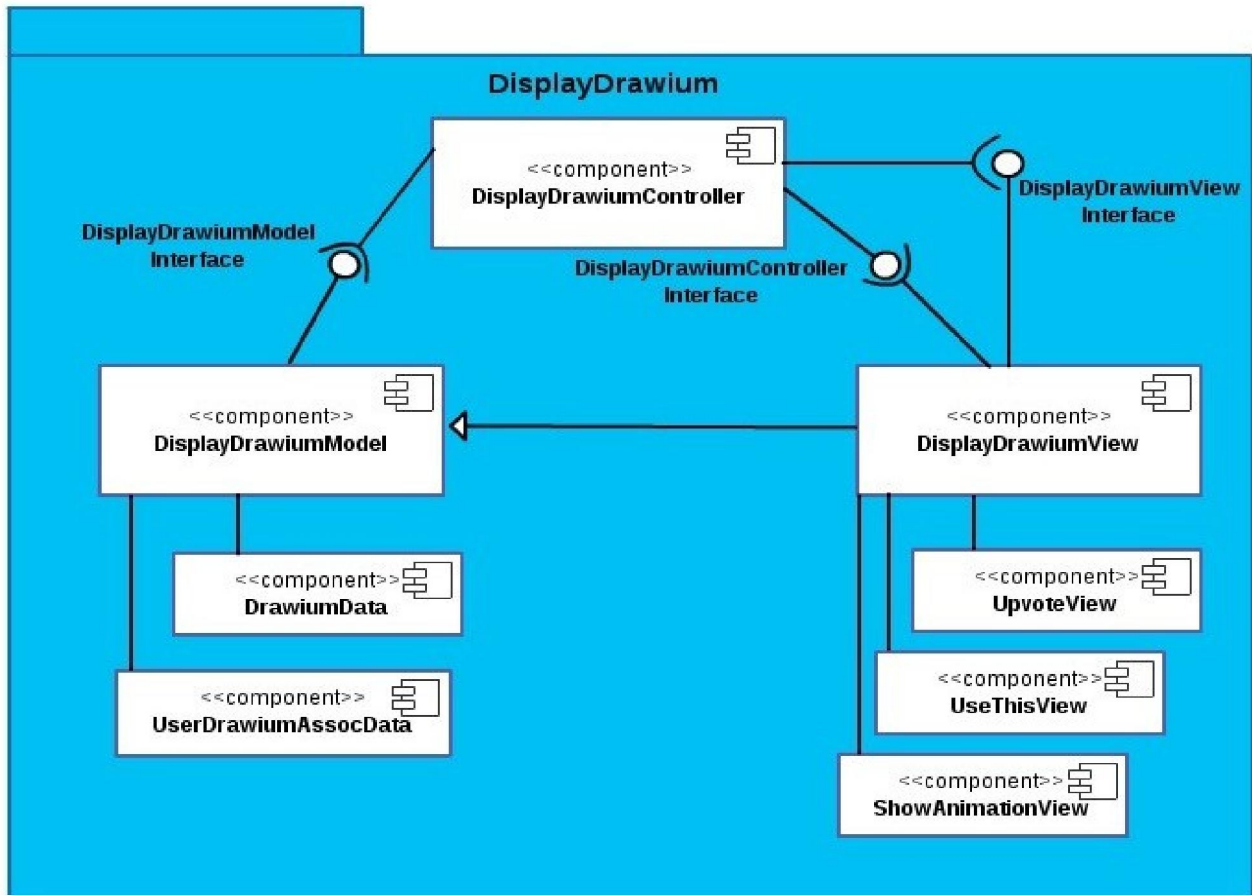 DisplayDrawium
<<component>>
DisplayDrawiumController
DisplayDrawiumView
Interface
DisplayDrawiumModel
Interface
DisplayDrawiumController
Interface
<<component>>
DisplayDrawiumModel
<<component>>
DisplayDrawiumView
<<component>>
DrawiumData
<<component>>
UpvoteView
<<component>>
UserDrawiumAssocData
<<component>>
UseThisView
<<component>>
ShowAnimationView